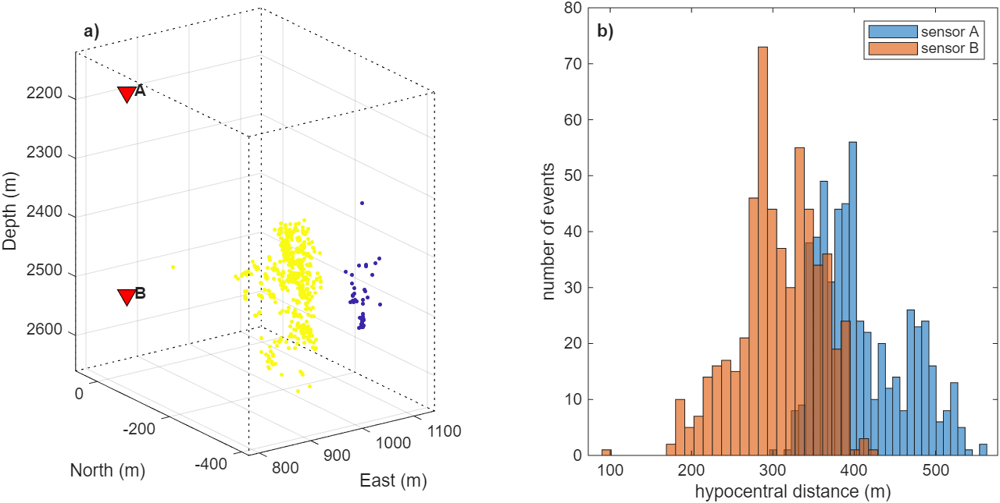 a)
A
B
2200
2300
2400
2500
2600
Depth (m)
0
-200
-400
North (m)
800
900
1000
1100
East (m)
b)
sensor A
sensor B
80
70
60
50
40
30
20
10
0
number of events
100
200
300
400
500
hypocentral distance (m)